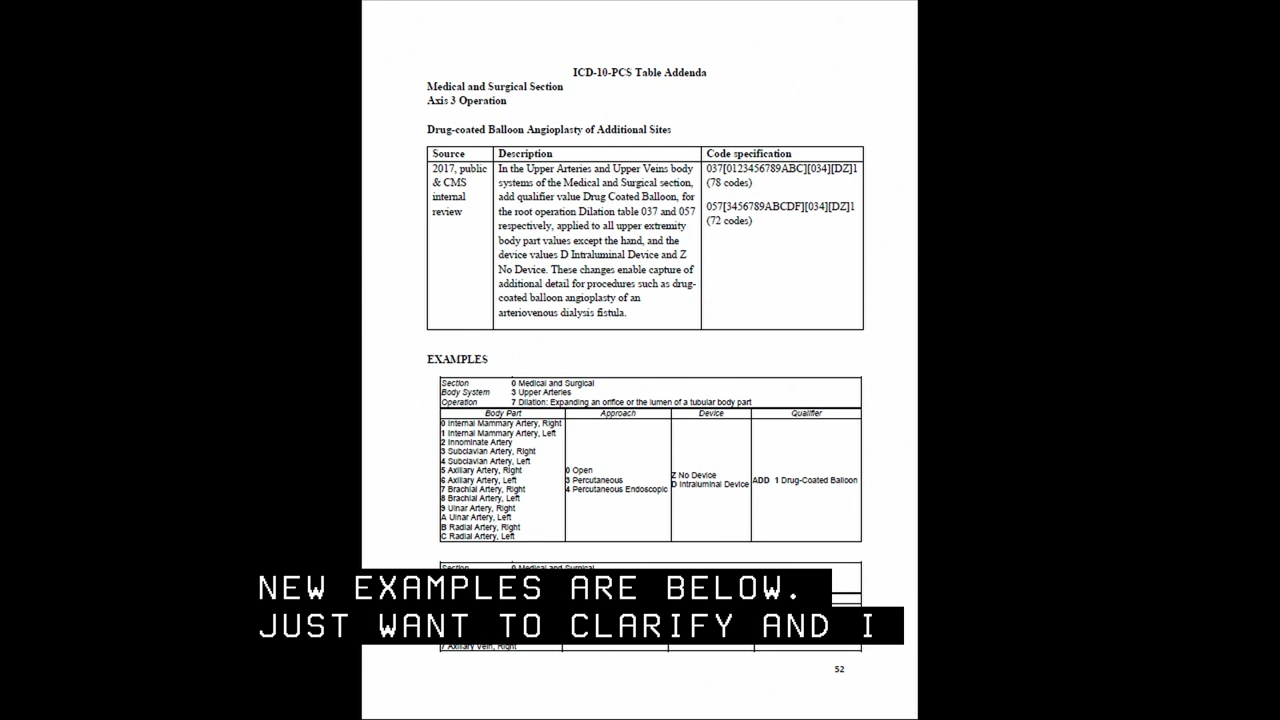 ICD-10-PCS Table Addenda
Medical and Surgical Section
Axis 3 Operation
Drug-coated Balloon Angioplasty of Additional Sites
Source Description Code specification
2017, public & CMS internal review
In the Upper Arteries and Upper Veins body
systems of the Medical and Surgical section,
add qualifier value Drug Coated Balloon, for
the root operation Dilation table 037 and 057
respectively, applied to all upper extremity
body part values except the hand, and the
device values D Intraluminal Device and Z
No Device. These changes enable capture of
additional detail for procedures such as drug-
coated balloon angioplasty of an
arteriovenous dialysis fistula.
037[0123456789ABC][034][DZ]1
(78 codes)
057[3456789ABCDF][034][DZ]1
(72 codes)
EXAMPLES
Section 0 Medical and Surgical
Body System 3 Upper Arteries
Operation 7 Dilation: Expanding an orifice or the lumen of a tubular body part
Body Part Approach Device Qualifier
0 Internal Mammary Artery, Right
1 Internal Mammary Artery, Left
2 Innominate Artery
3 Subclavian Artery, Right
4 Subclavian Artery, Left
5 Axillary Artery, Right
6 Axillary Artery, Left
7 Brachial Artery, Right
8 Brachial Artery, Left
9 Ulnar Artery, Right
A Ulnar Artery, Left
B Radial Artery, Right
C Radial Artery, Left
0 Open
3 Percutaneous
4 Percutaneous Endoscopic
Z No Device
D Intraluminal Device
ADD 1 Drug-Coated Balloon
Section 0 Medical and Surgical
NEW EXAMPLES ARE BELOW.
JUST WANT TO CLARIFY AND I
7 Axillary Vein, Right
52